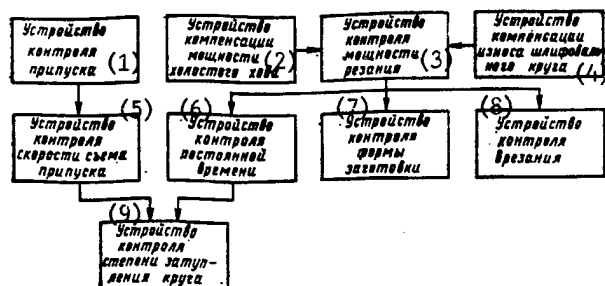 Устройство
контроля
припуска (1)
Устройство
компенсации
мощности (2)
холостого хода
Устройство
контроля
мощности (3)
резания
Устройство
компенсации
износа шлифоваль
ного круга (4)
(5)
Устройство
контроля
скорости съема
припуска
(6)
Устройство
контроля
постоянной
времени
(7)
Устройство
контроля
формы
заготовки
(8)
Устройство
контроля
врезания
(9)
Устройство
контроля
степени затуп-
ления круга